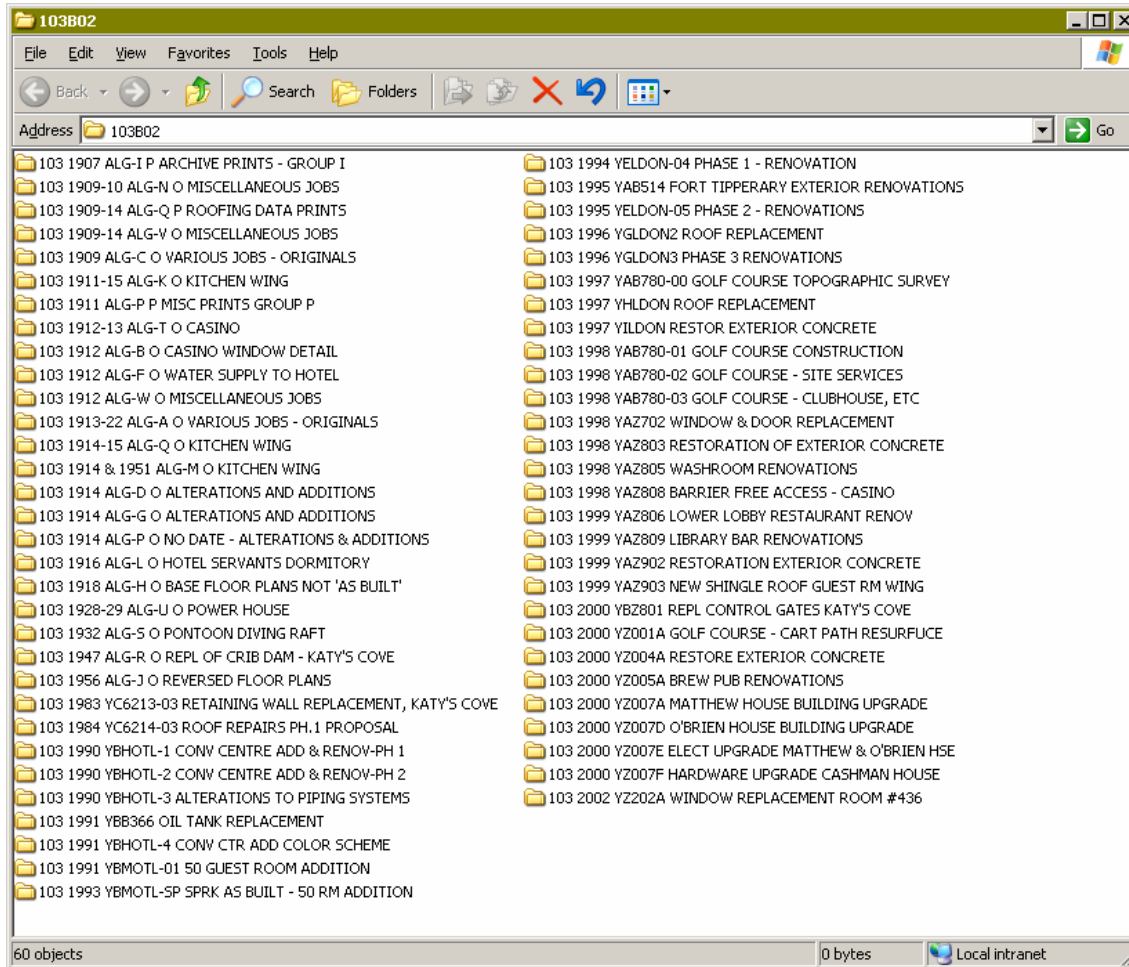 103B02
File Edit View Favorites Tools Help
Back Search Folders
Address 103B02 Go
103 1907 ALG-I P ARCHIVE PRINTS - GROUP I
103 1909-10 ALG-N O MISCELLANEOUS JOBS
103 1909-14 ALG-Q P ROOFING DATA PRINTS
103 1909-14 ALG-V O MISCELLANEOUS JOBS
103 1909 ALG-C O VARIOUS JOBS - ORIGINALS
103 1911-15 ALG-K O KITCHEN WING
103 1911 ALG-P P MISC PRINTS GROUP P
103 1912-13 ALG-T O CASINO
103 1912 ALG-B O CASINO WINDOW DETAIL
103 1912 ALG-F O WATER SUPPLY TO HOTEL
103 1912 ALG-W O MISCELLANEOUS JOBS
103 1913-22 ALG-A O VARIOUS JOBS - ORIGINALS
103 1914-15 ALG-Q O KITCHEN WING
103 1914 & 1951 ALG-M O KITCHEN WING
103 1914 ALG-D O ALTERATIONS AND ADDITIONS
103 1914 ALG-G O ALTERATIONS AND ADDITIONS
103 1914 ALG-P O NO DATE - ALTERATIONS & ADDITIONS
103 1916 ALG-L O HOTEL SERVANTS DORMITORY
103 1918 ALG-H O BASE FLOOR PLANS NOT 'AS BUILT'
103 1928-29 ALG-U O POWER HOUSE
103 1932 ALG-S O PONTOON DIVING RAFT
103 1947 ALG-R O REPL OF CRIB DAM - KATY'S COVE
103 1956 ALG-J O REVERSED FLOOR PLANS
103 1983 YC6213-03 RETAINING WALL REPLACEMENT, KATY'S COVE
103 1984 YC6214-03 ROOF REPAIRS PH.1 PROPOSAL
103 1990 YBHOTL-1 CONV CENTRE ADD & RENOV-PH 1
103 1990 YBHOTL-2 CONV CENTRE ADD & RENOV-PH 2
103 1990 YBHOTL-3 ALTERATIONS TO PIPING SYSTEMS
103 1991 YBB366 OIL TANK REPLACEMENT
103 1991 YBHOTL-4 CONV CTR ADD COLOR SCHEME
103 1991 YBMOTL-01 50 GUEST ROOM ADDITION
103 1993 YBMOTL-SP SPRK AS BUILT - 50 RM ADDITION
103 1994 YELDON-04 PHASE 1 - RENOVATION
103 1995 YAB514 FORT TIPPERARY EXTERIOR RENOVATIONS
103 1995 YELDON-05 PHASE 2 - RENOVATIONS
103 1996 YGLDON2 ROOF REPLACEMENT
103 1996 YGLDON3 PHASE 3 RENOVATIONS
103 1997 YAB780-00 GOLF COURSE TOPOGRAPHIC SURVEY
103 1997 YHLDON ROOF REPLACEMENT
103 1997 YILDON RESTOR EXTERIOR CONCRETE
103 1998 YAB780-01 GOLF COURSE CONSTRUCTION
103 1998 YAB780-02 GOLF COURSE - SITE SERVICES
103 1998 YAB780-03 GOLF COURSE - CLUBHOUSE, ETC
103 1998 YAZ702 WINDOW & DOOR REPLACEMENT
103 1998 YAZ803 RESTORATION OF EXTERIOR CONCRETE
103 1998 YAZ805 WASHROOM RENOVATIONS
103 1998 YAZ808 BARRIER FREE ACCESS - CASINO
103 1999 YAZ806 LOWER LOBBY RESTAURANT RENOV
103 1999 YAZ809 LIBRARY BAR RENOVATIONS
103 1999 YAZ902 RESTORATION EXTERIOR CONCRETE
103 1999 YAZ903 NEW SHINGLE ROOF GUEST RM WING
103 2000 YBZ801 REPL CONTROL GATES KATY'S COVE
103 2000 YZ001A GOLF COURSE - CART PATH RESURFUCE
103 2000 YZ004A RESTORE EXTERIOR CONCRETE
103 2000 YZ005A BREW PUB RENOVATIONS
103 2000 YZ007A MATTHEW HOUSE BUILDING UPGRADE
103 2000 YZ007D O'BRIEN HOUSE BUILDING UPGRADE
103 2000 YZ007E ELECT UPGRADE MATTHEW & O'BRIEN HSE
103 2000 YZ007F HARDWARE UPGRADE CASHMAN HOUSE
103 2002 YZ202A WINDOW REPLACEMENT ROOM #436
60 objects 0 bytes Local intranet